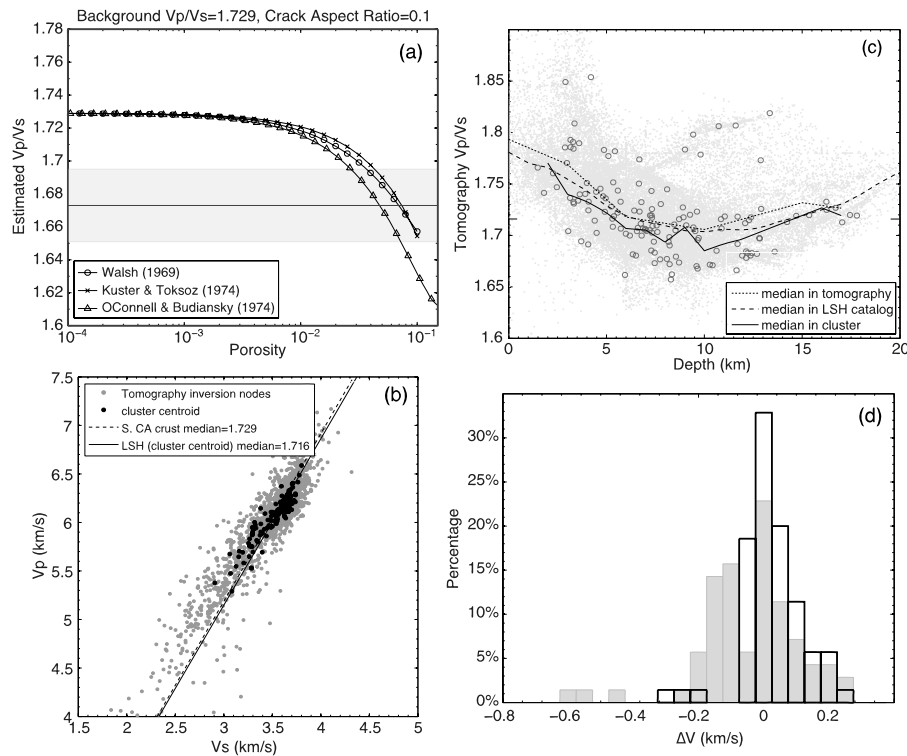 Background Vp/Vs=1.729, Crack Aspect Ratio=0.1
(a)
1.78
1.76
1.74
1.72
1.7
1.68
1.66
1.64
1.62
1.6
Estimated Vp/Vs
Walsh (1969)
Kuster & Toksoz (1974)
OConnell & Budiansky (1974)
10−4
10−3
10−2
10−1
Porosity
(c)
1.85
1.8
1.75
1.7
1.65
1.6
Tomography Vp/Vs
median in tomography
median in LSH catalog
median in cluster
0
5
10
15
20
Depth (km)
(b)
7.5
7
6.5
6
5.5
5
4.5
4
Vp (km/s)
Tomography inversion nodes
cluster centroid
S. CA crust median=1.729
LSH (cluster centroid) median=1.716
1.5
2
2.5
3
3.5
4
4.5
5
Vs (km/s)
(d)
30%
25%
20%
15%
10%
5%
0%
Percentage
−0.8
−0.6
−0.4
−0.2
0
0.2
ΔV (km/s)